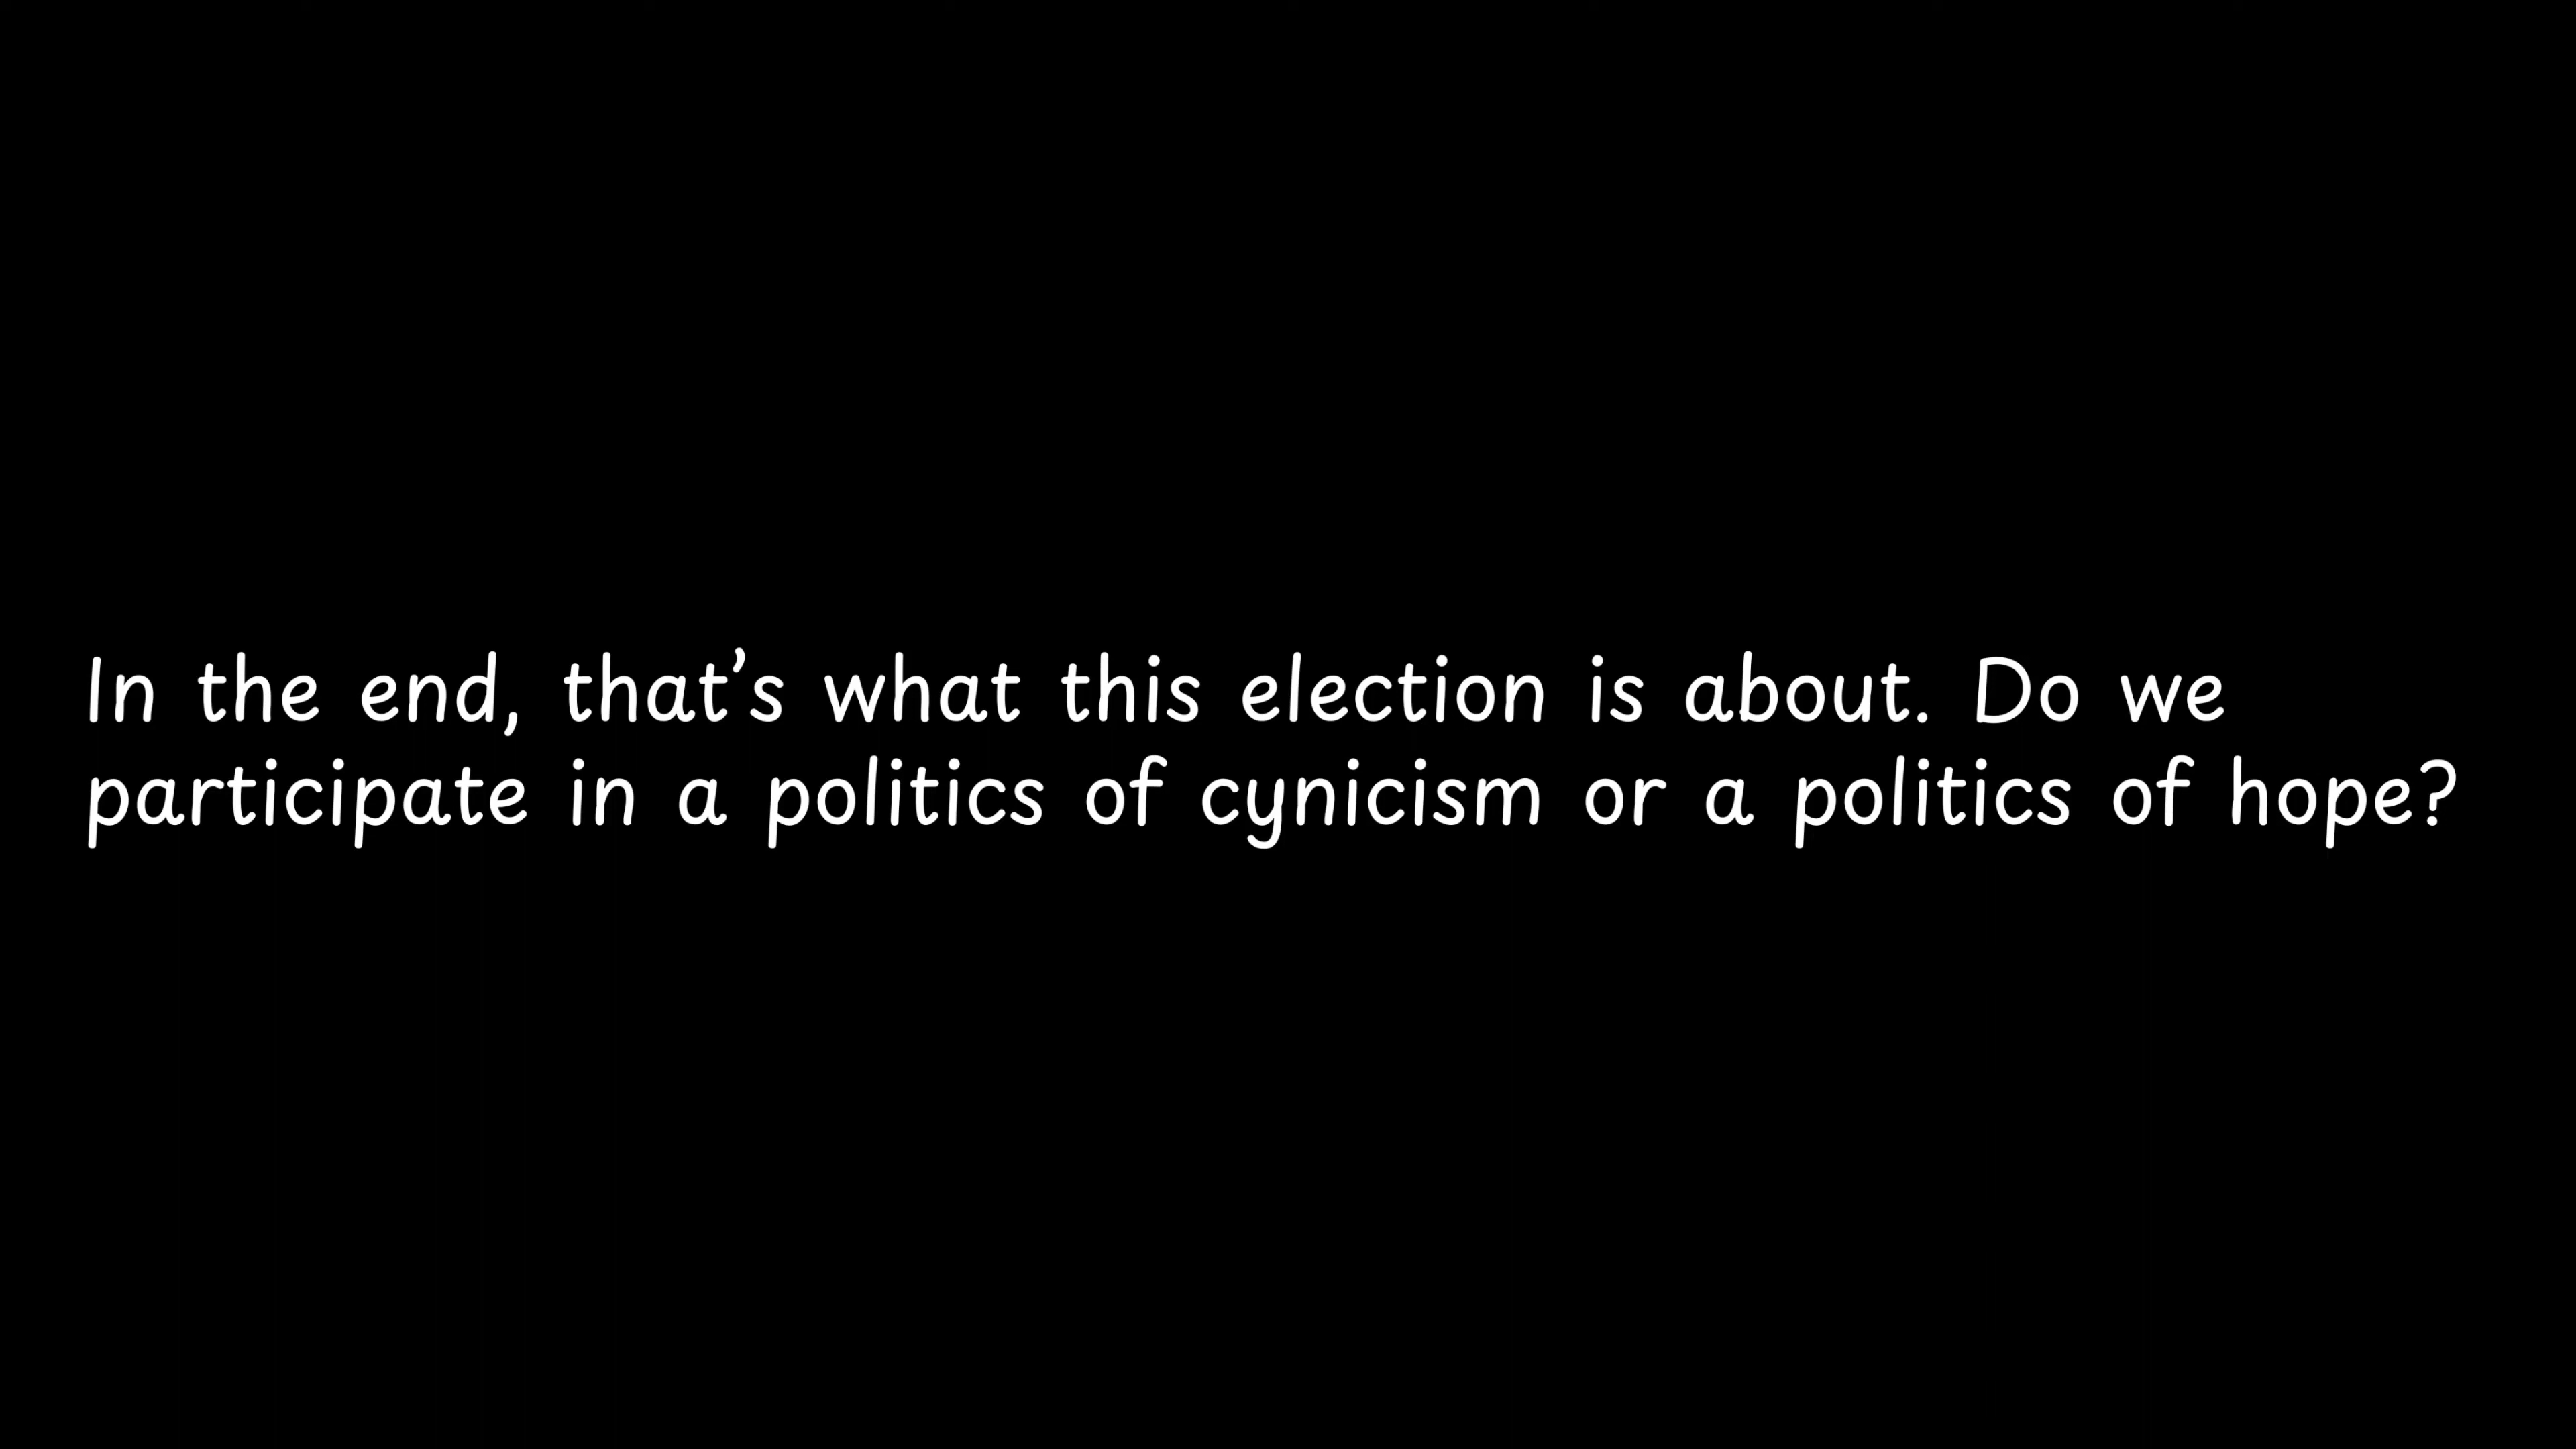 In the end, that’s what this election is about. Do we
participate in a politics of cynicism or a politics of hope?